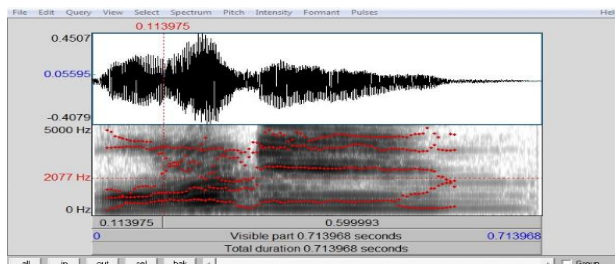 File Edit Query View Select Spectrum Pitch Intensity Formant Pulses Hel
0.113975
0.4507
0.05595
-0.4079
5000 Hz
2077 Hz
0 Hz
0.113975 0.599993
0 Visible part 0.713968 seconds 0.713968
Total duration 0.713968 seconds
all in out sel bak Group